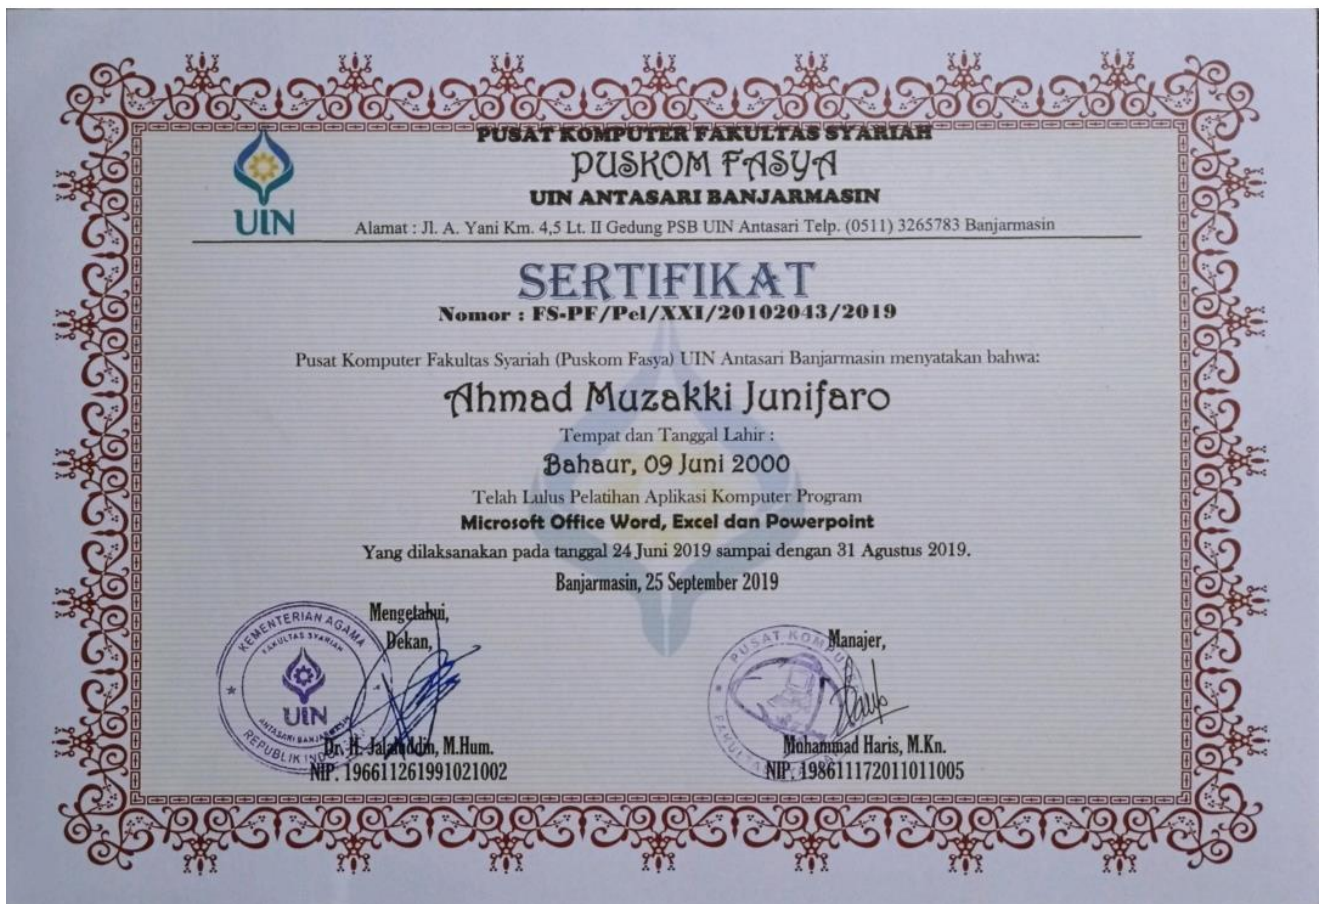 PUSAT KOMPUTER FAKULTAS SYARIAH
PUSKOM FASYA
UIN ANTASARI BANJARMASIN
UIN
Alamat : Jl. A. Yani Km. 4,5 Lt. II Gedung PSB UIN Antasari Telp. (0511) 3265783 Banjarmasin
SERTIFIKAT
Nomor : FS-PF/Pel/XXI/20102043/2019
Pusat Komputer Fakultas Syariah (Puskom Fasya) UIN Antasari Banjarmasin menyatakan bahwa:
Ahmad Muzakki Junifaro
Tempat dan Tanggal Lahir :
Bahaur, 09 Juni 2000
Telah Lulus Pelatihan Aplikasi Komputer Program
Microsoft Office Word, Excel dan Powerpoint
Yang dilaksanakan pada tanggal 24 Juni 2019 sampai dengan 31 Agustus 2019.
Banjarmasin, 25 September 2019
Mengetahui,
Dekan,
KEMENTERIAN AGAMA
FAKULTAS SYARIAH
UIN
ANTASARI BANJARMASIN
REPUBLIK INDONESIA
Dr. H. Jalaluddin, M.Hum.
NIP. 196611261991021002
Manajer,
PUSAT KOMPUTER
FAKULTAS SYARIAH
Mohammad Haris, M.Kn.
NIP. 198611172011011005